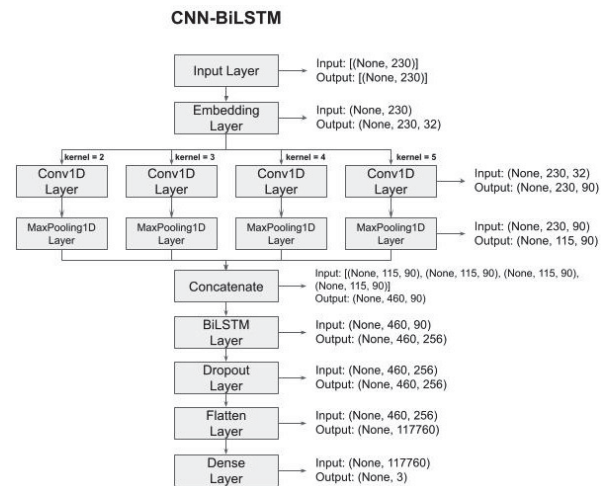 CNN-BiLSTM
Input Layer
Input: [(None, 230)]
Output: [(None, 230)]
Embedding
Layer
Input: (None, 230)
Output: (None, 230, 32)
kernel = 2
kernel = 3
kernel = 4
kernel = 5
Conv1D
Layer
Conv1D
Layer
Conv1D
Layer
Conv1D
Layer
Input: (None, 230, 32)
Output: (None, 230, 90)
MaxPooling1D
Layer
MaxPooling1D
Layer
MaxPooling1D
Layer
MaxPooling1D
Layer
Input: (None, 230, 90)
Output: (None, 115, 90)
Concatenate
Input: [(None, 115, 90), (None, 115, 90), (None, 115, 90),
(None, 115, 90)]
Output: (None, 460, 90)
BiLSTM
Layer
Input: (None, 460, 90)
Output: (None, 460, 256)
Dropout
Layer
Input: (None, 460, 256)
Output: (None, 460, 256)
Flatten
Layer
Input: (None, 460, 256)
Output: (None, 117760)
Dense
Layer
Input: (None, 117760)
Output: (None, 3)